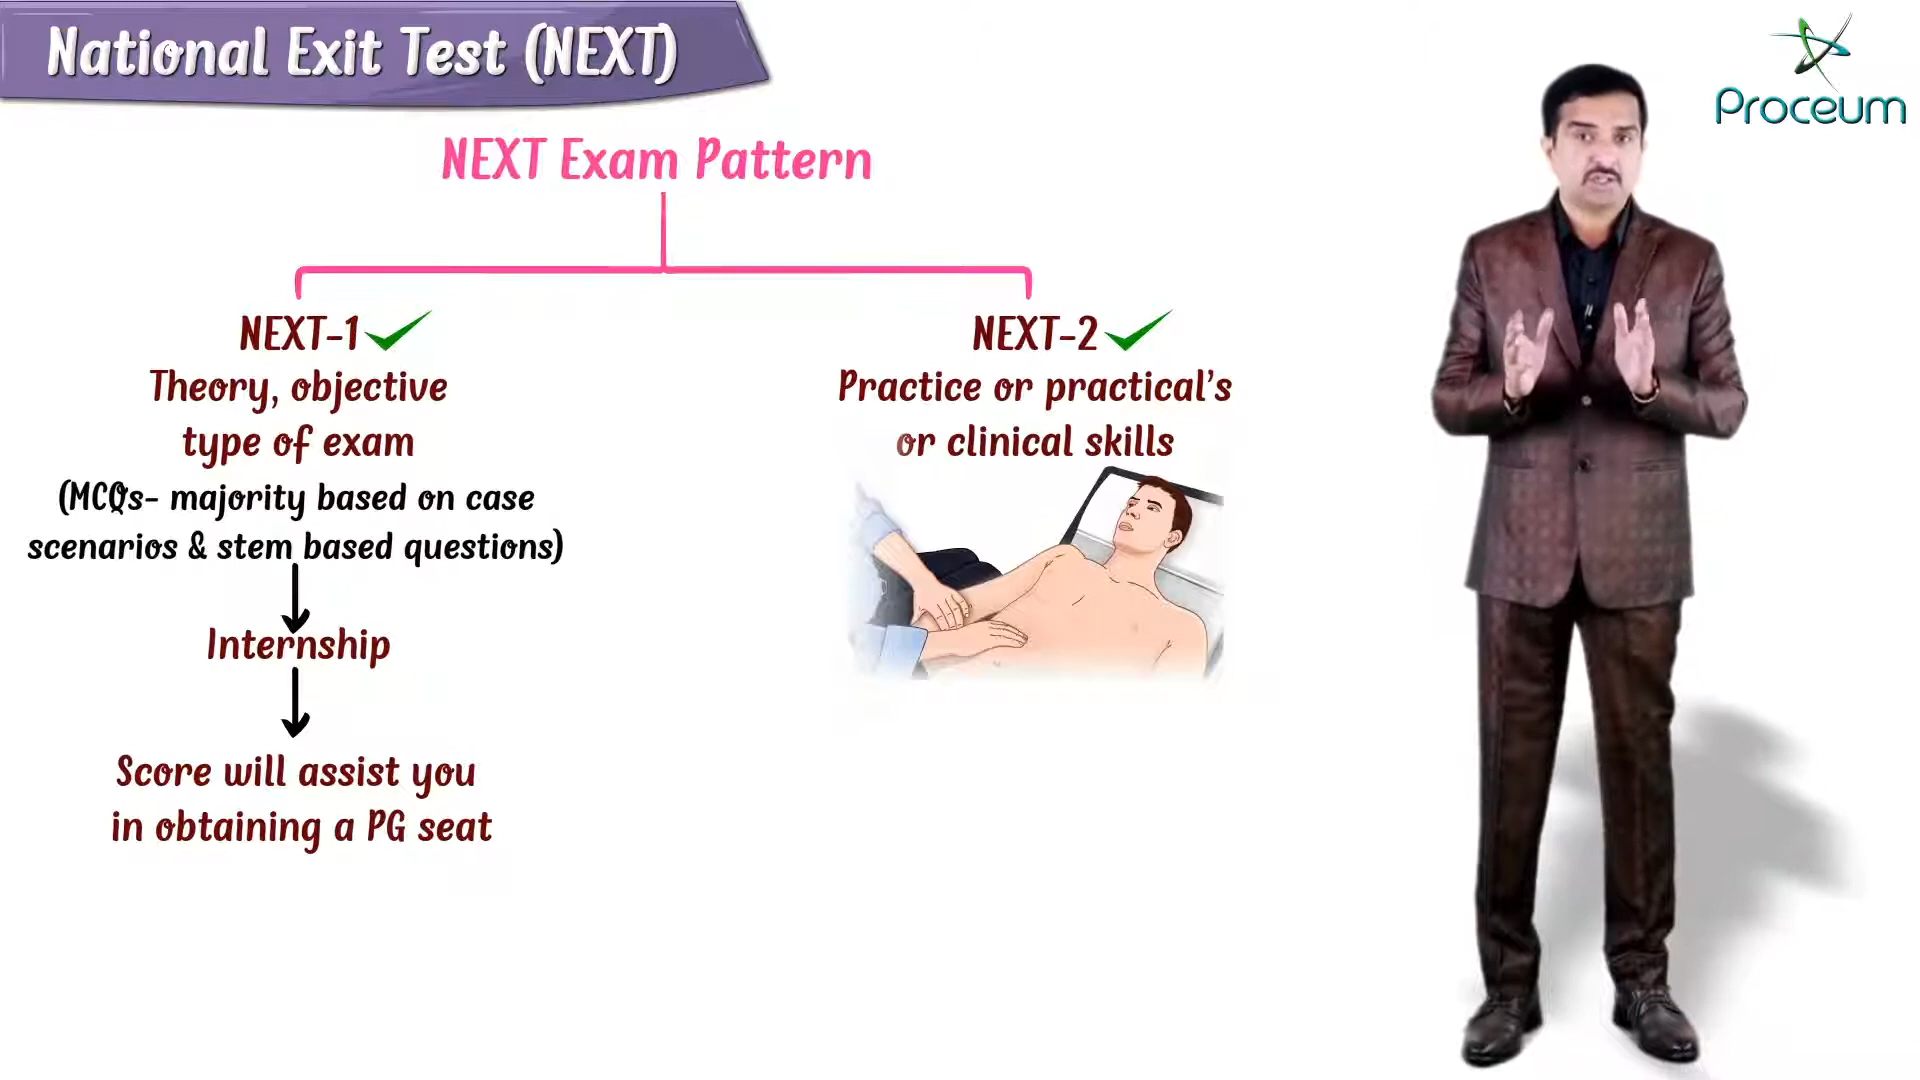 National Exit Test (NEXT)
Proceum
NEXT Exam Pattern
NEXT-1
Theory, objective
type of exam
(MCQs- majority based on case
scenarios & stem based questions)
Internship
Score will assist you
in obtaining a PG seat
NEXT-2
Practice or practical's
or clinical skills